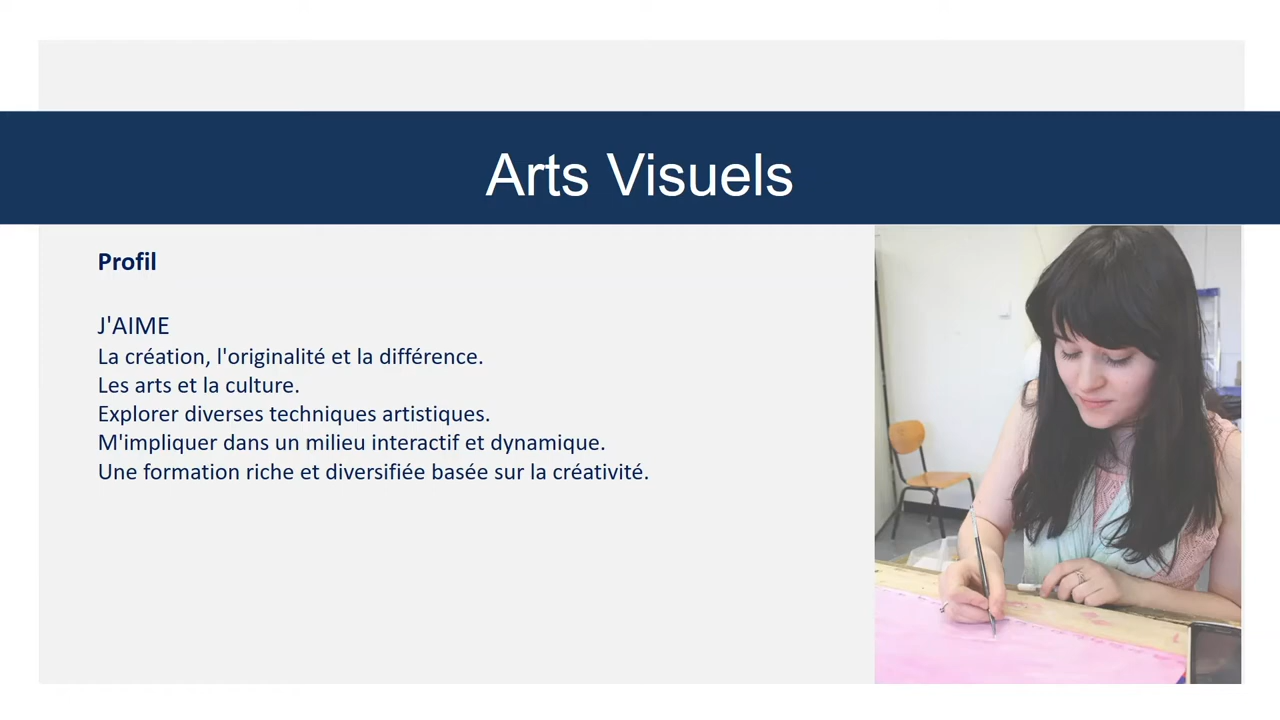 Arts Visuels
Profil
J'AIME
La création, l'originalité et la différence.
Les arts et la culture.
Explorer diverses techniques artistiques.
M'impliquer dans un milieu interactif et dynamique.
Une formation riche et diversifiée basée sur la créativité.